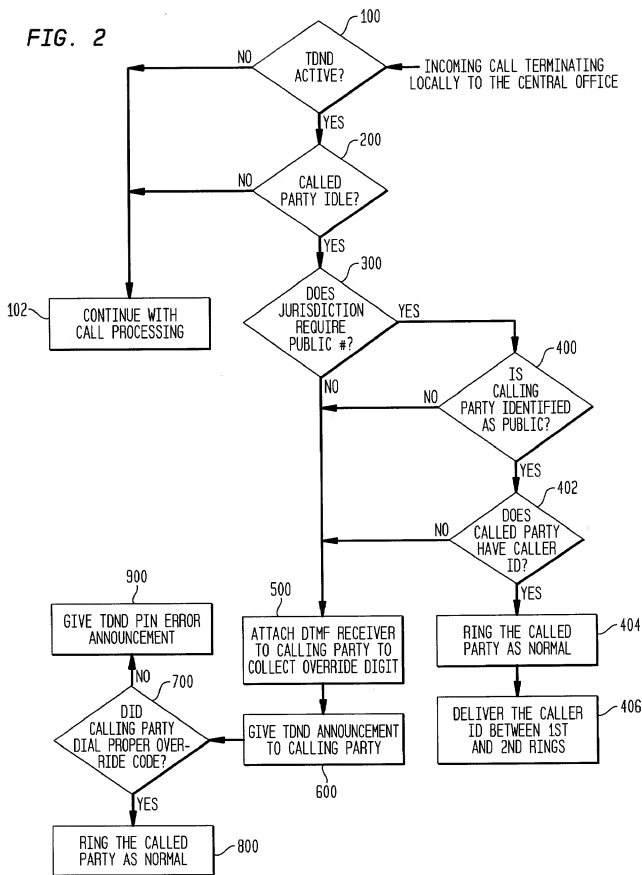 FIG. 2
100
TDND
ACTIVE?
NO
INCOMING CALL TERMINATING
LOCALLY TO THE CENTRAL OFFICE
YES
200
CALLED
PARTY IDLE?
NO
YES
300
DOES
JURISDICTION
REQUIRE
PUBLIC #?
YES
NO
102
CONTINUE WITH
CALL PROCESSING
400
IS
CALLING
PARTY IDENTIFIED
AS PUBLIC?
NO
YES
402
DOES
CALLED PARTY
HAVE CALLER
ID?
NO
YES
404
RING THE CALLED
PARTY AS NORMAL
406
DELIVER THE CALLER
ID BETWEEN 1ST
AND 2ND RINGS
500
ATTACH DTMF RECEIVER
TO CALLING PARTY TO
COLLECT OVERRIDE DIGIT
GIVE TDND ANNOUNCEMENT
TO CALLING PARTY
600
900
GIVE TDND PIN ERROR
ANNOUNCEMENT
NO
700
DID
CALLING PARTY
DIAL PROPER OVER-
RIDE CODE?
YES
RING THE CALLED
PARTY AS NORMAL
800